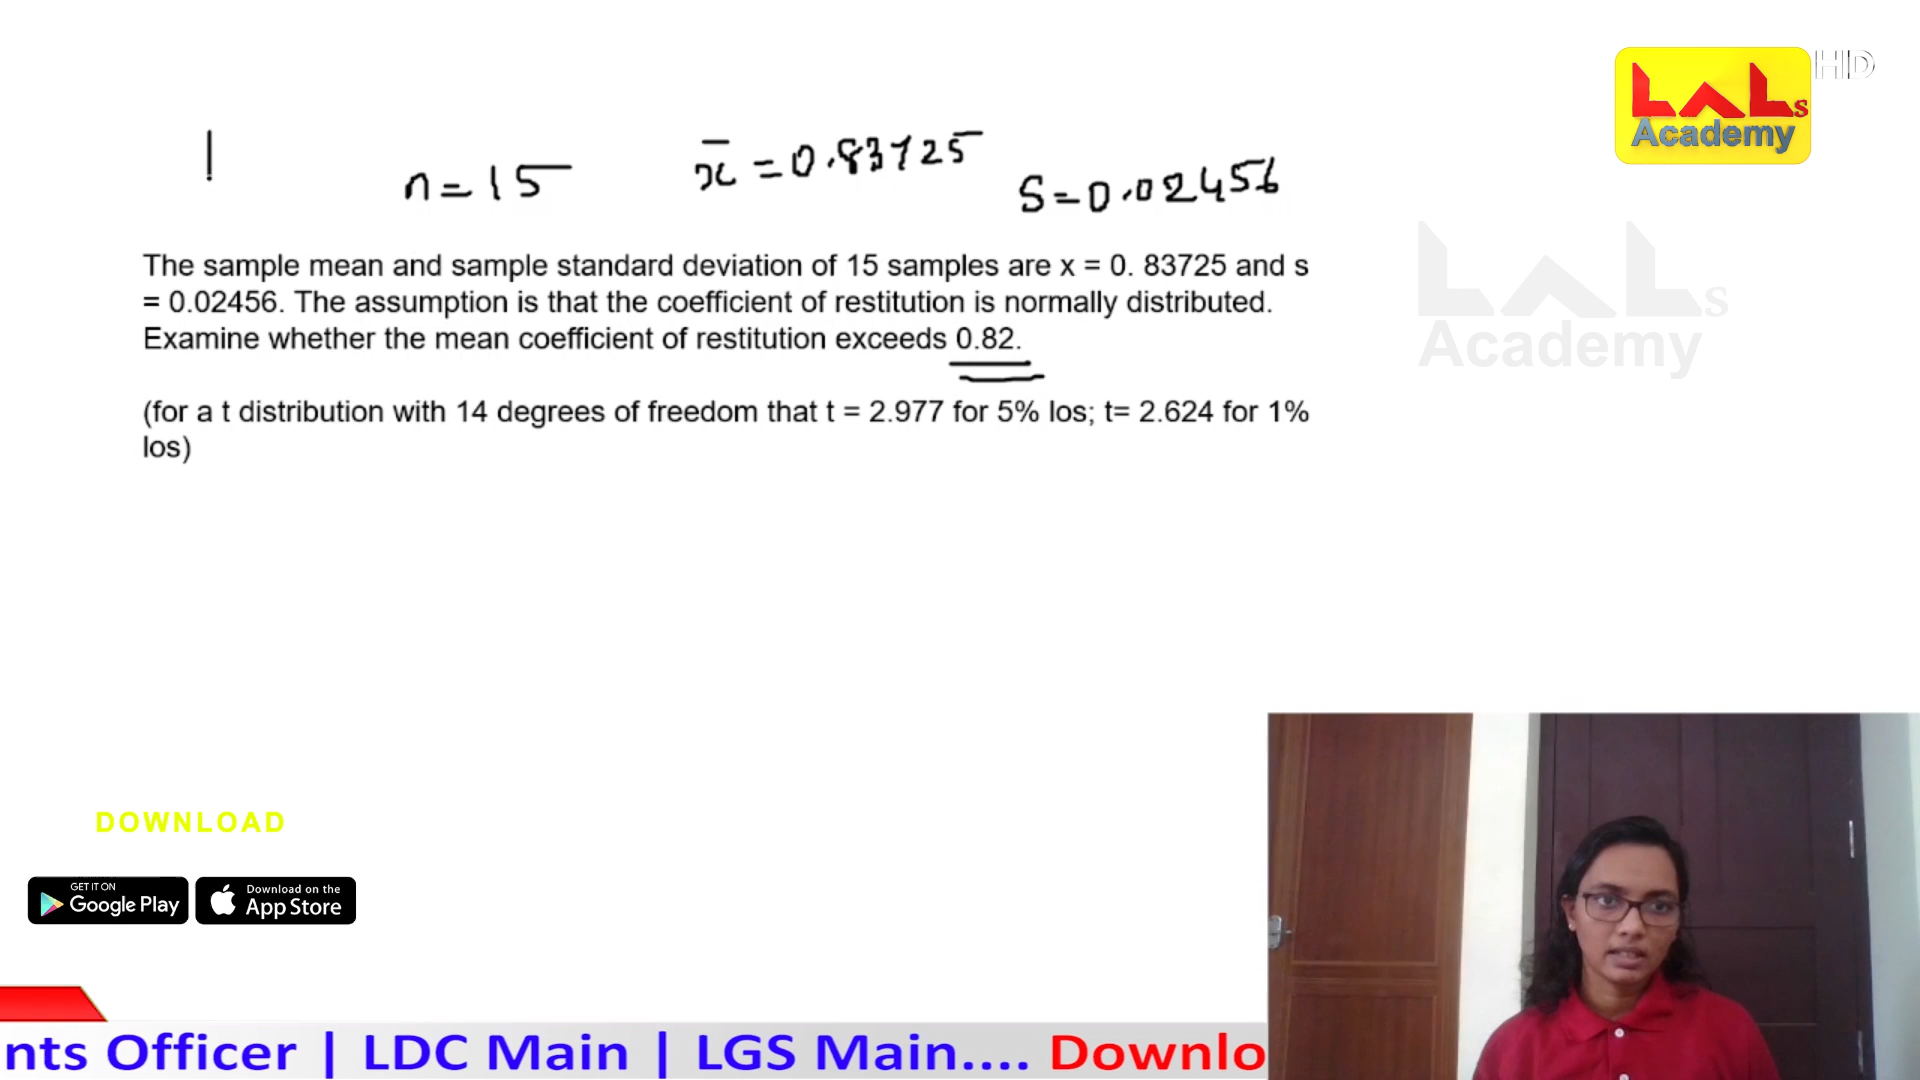 LALs
Academy
HD
n = 15
x̄ = 0.83725
S = 0.02456
The sample mean and sample standard deviation of 15 samples are x = 0. 83725 and s
= 0.02456. The assumption is that the coefficient of restitution is normally distributed.
Examine whether the mean coefficient of restitution exceeds 0.82.
LALs
Academy
(for a t distribution with 14 degrees of freedom that t = 2.977 for 5% los; t= 2.624 for 1%
los)
DOWNLOAD
GET IT ON
Google Play
Download on the
App Store
nts Officer | LDC Main | LGS Main.... Downlo